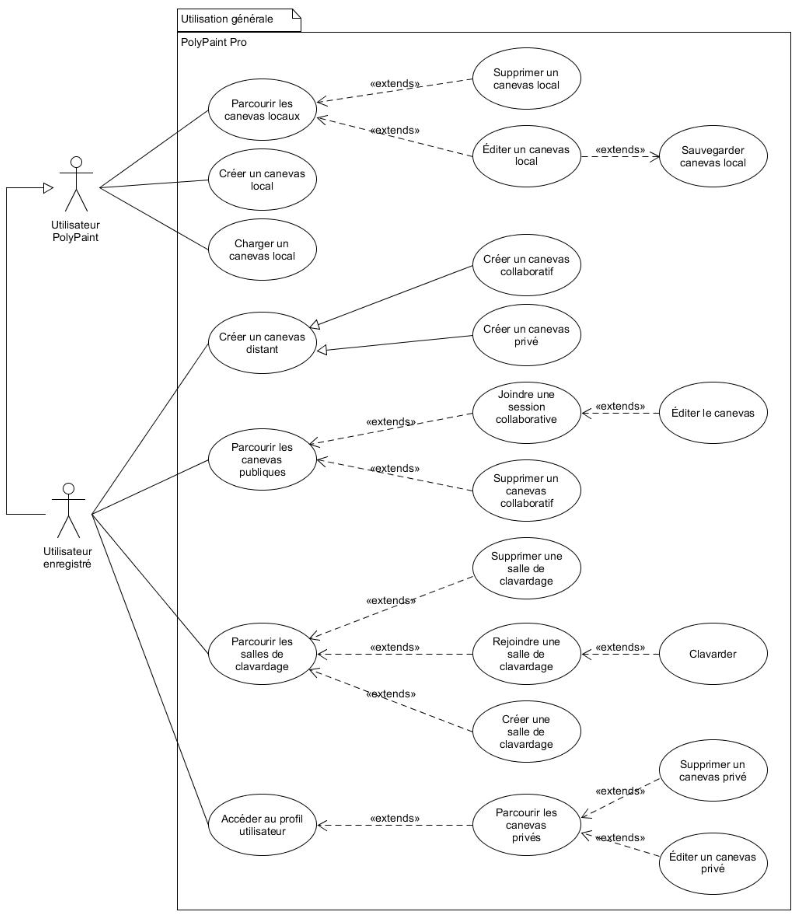 Utilisation générale
PolyPaint Pro
Supprimer un
canevas local
«extends»
Parcourir les
canevas locaux
«extends»
Éditer un canevas
local
«extends»
Sauvegarder
canevas local
Créer un canevas
local
Utilisateur
PolyPaint
Charger un
canevas local
Créer un canevas
collaboratif
Créer un canevas
distant
Créer un canevas
privé
Joindre une
session
collaborative
«extends»
Éditer le canevas
«extends»
Parcourir les
canevas
publiques
«extends»
Supprimer un
canevas
collaboratif
Utilisateur
enregistré
Supprimer une
salle de
clavardage
«extends»
Parcourir les
salles de
clavardage
«extends»
Rejoindre une
salle de
clavardage
«extends»
Clavarder
«extends»
Créer une
salle de
clavardage
Supprimer un
canevas privé
«extends»
Accéder au profil
utilisateur
«extends»
Parcourir les
canevas
privés
«extends»
Éditer un canevas
privé